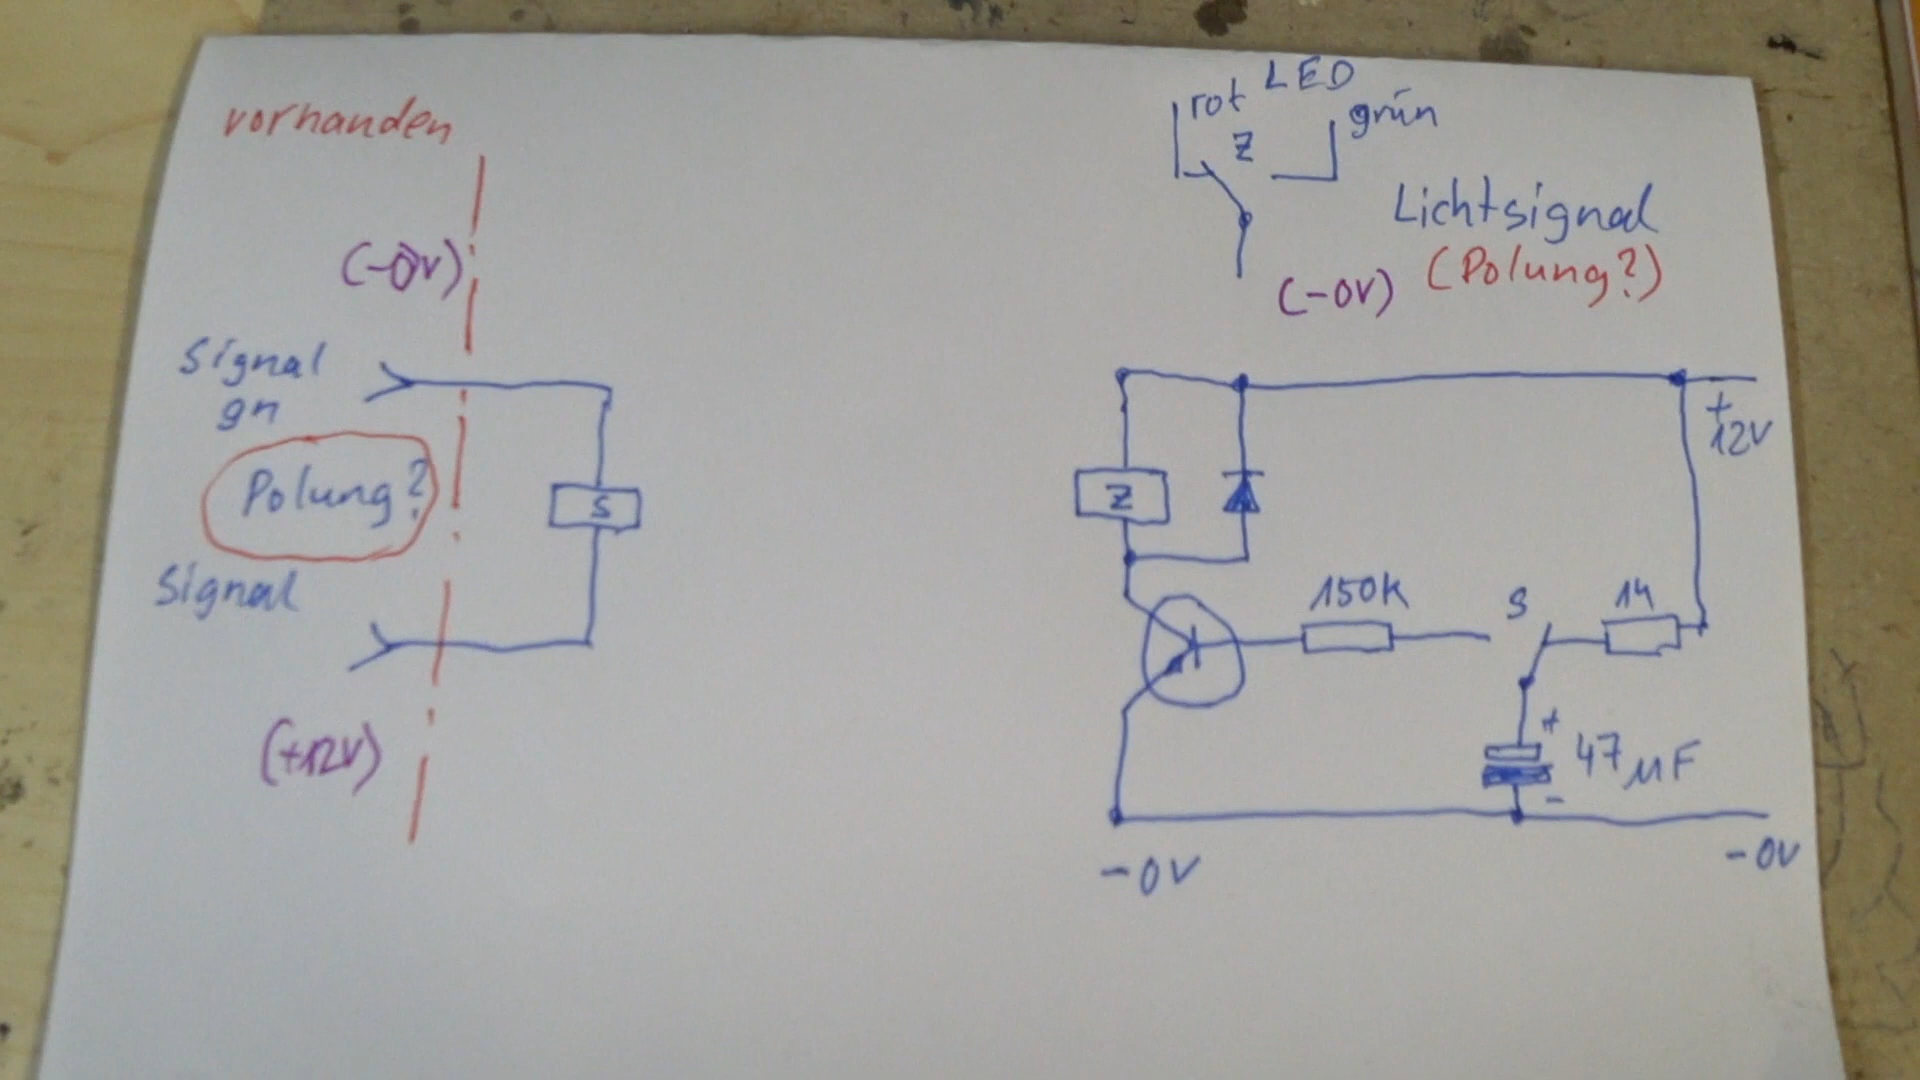 vorhanden
(-0V)
Signal
gn
Polung?
Signal
(+12V)
S
LED
rot
grün
Z
Lichtsignal
(-0V) (Polung?)
+
12V
Z
150K
S
1K
+
47µF
-
-0V
-0V